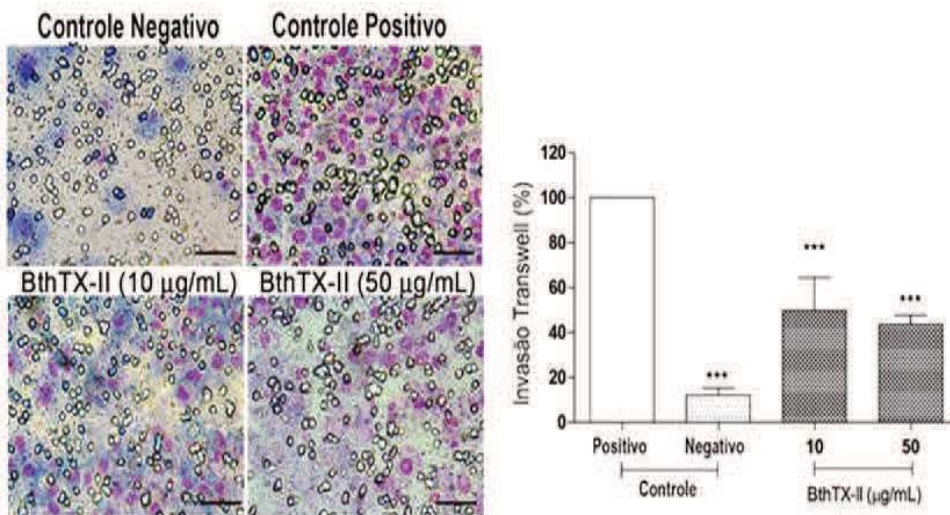 Controle Negativo
Controle Positivo
BthTX-II (10 µg/mL)
BthTX-II (50 µg/mL)
Invasão Transwell (%)
120
100
80
60
40
20
0
***
***
***
Positivo
Negativo
10
50
Controle
BthTX-II (µg/mL)